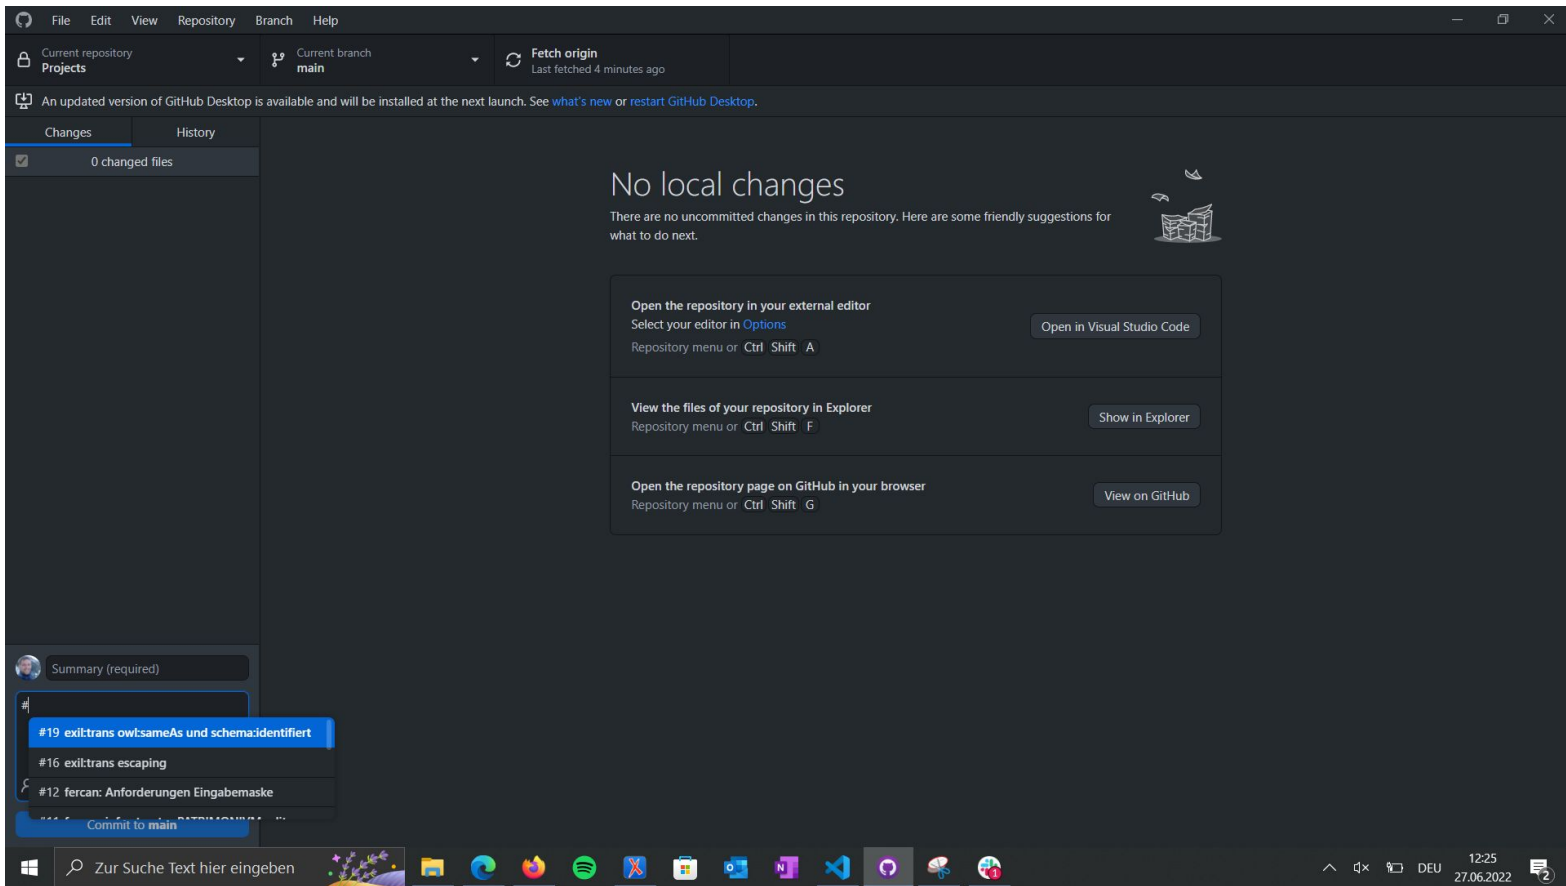 File Edit View Repository Branch Help
Current repository
Projects
Current branch
main
Fetch origin
Last fetched 4 minutes ago
An updated version of GitHub Desktop is available and will be installed at the next launch. See what's new or restart GitHub Desktop.
Changes History
0 changed files
No local changes
There are no uncommitted changes in this repository. Here are some friendly suggestions for
what to do next.
Open the repository in your external editor
Select your editor in Options
Repository menu or Ctrl Shift A
Open in Visual Studio Code
View the files of your repository in Explorer
Repository menu or Ctrl Shift F
Show in Explorer
Open the repository page on GitHub in your browser
Repository menu or Ctrl Shift G
View on GitHub
Summary (required)
#
#19 exil:trans owl:sameAs und schema:identifiert
#16 exil:trans escaping
#12 fercan: Anforderungen Eingabemaske
Commit to main
Zur Suche Text hier eingeben
DEU
12:25
27.06.2022
2